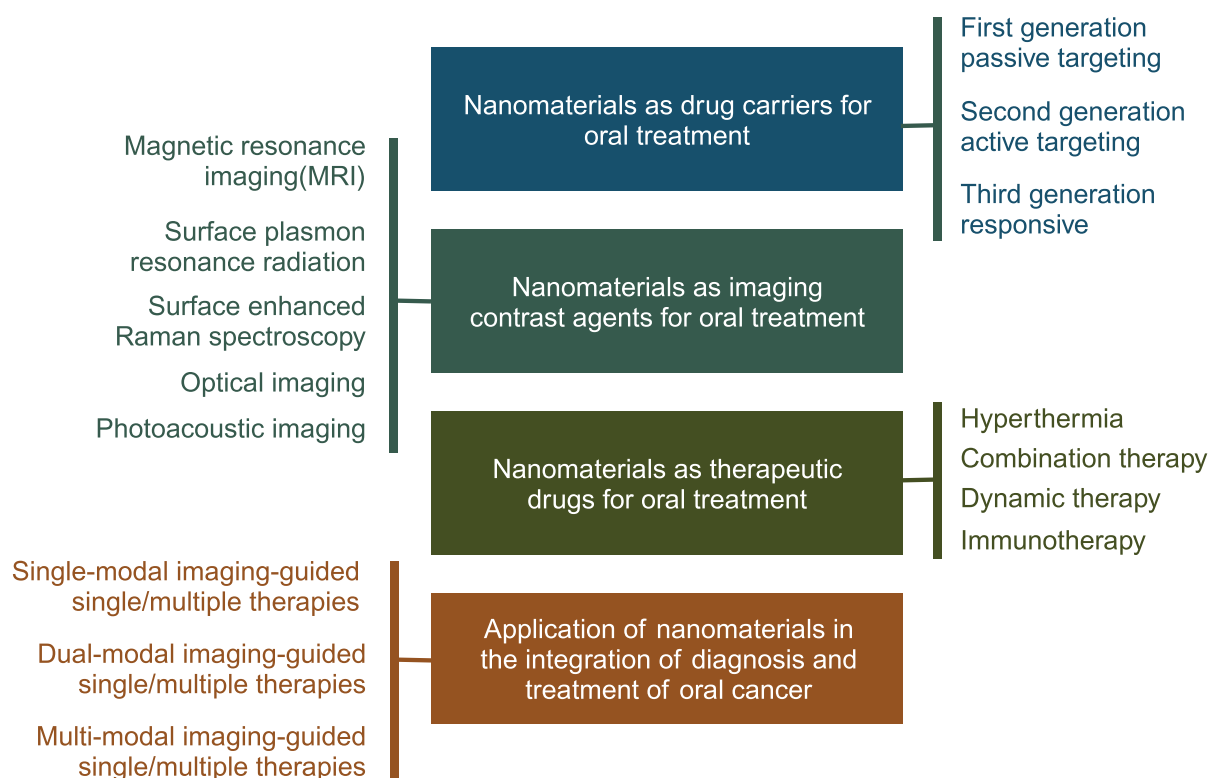 Nanomaterials as drug carriers for
oral treatment
First generation
passive targeting
Second generation
active targeting
Third generation
responsive
Magnetic resonance
imaging(MRI)
Surface plasmon
resonance radiation
Surface enhanced
Raman spectroscopy
Optical imaging
Photoacoustic imaging
Nanomaterials as imaging
contrast agents for oral treatment
Nanomaterials as therapeutic
drugs for oral treatment
Hyperthermia
Combination therapy
Dynamic therapy
Immunotherapy
Single-modal imaging-guided
single/multiple therapies
Dual-modal imaging-guided
single/multiple therapies
Multi-modal imaging-guided
single/multiple therapies
Application of nanomaterials in
the integration of diagnosis and
treatment of oral cancer